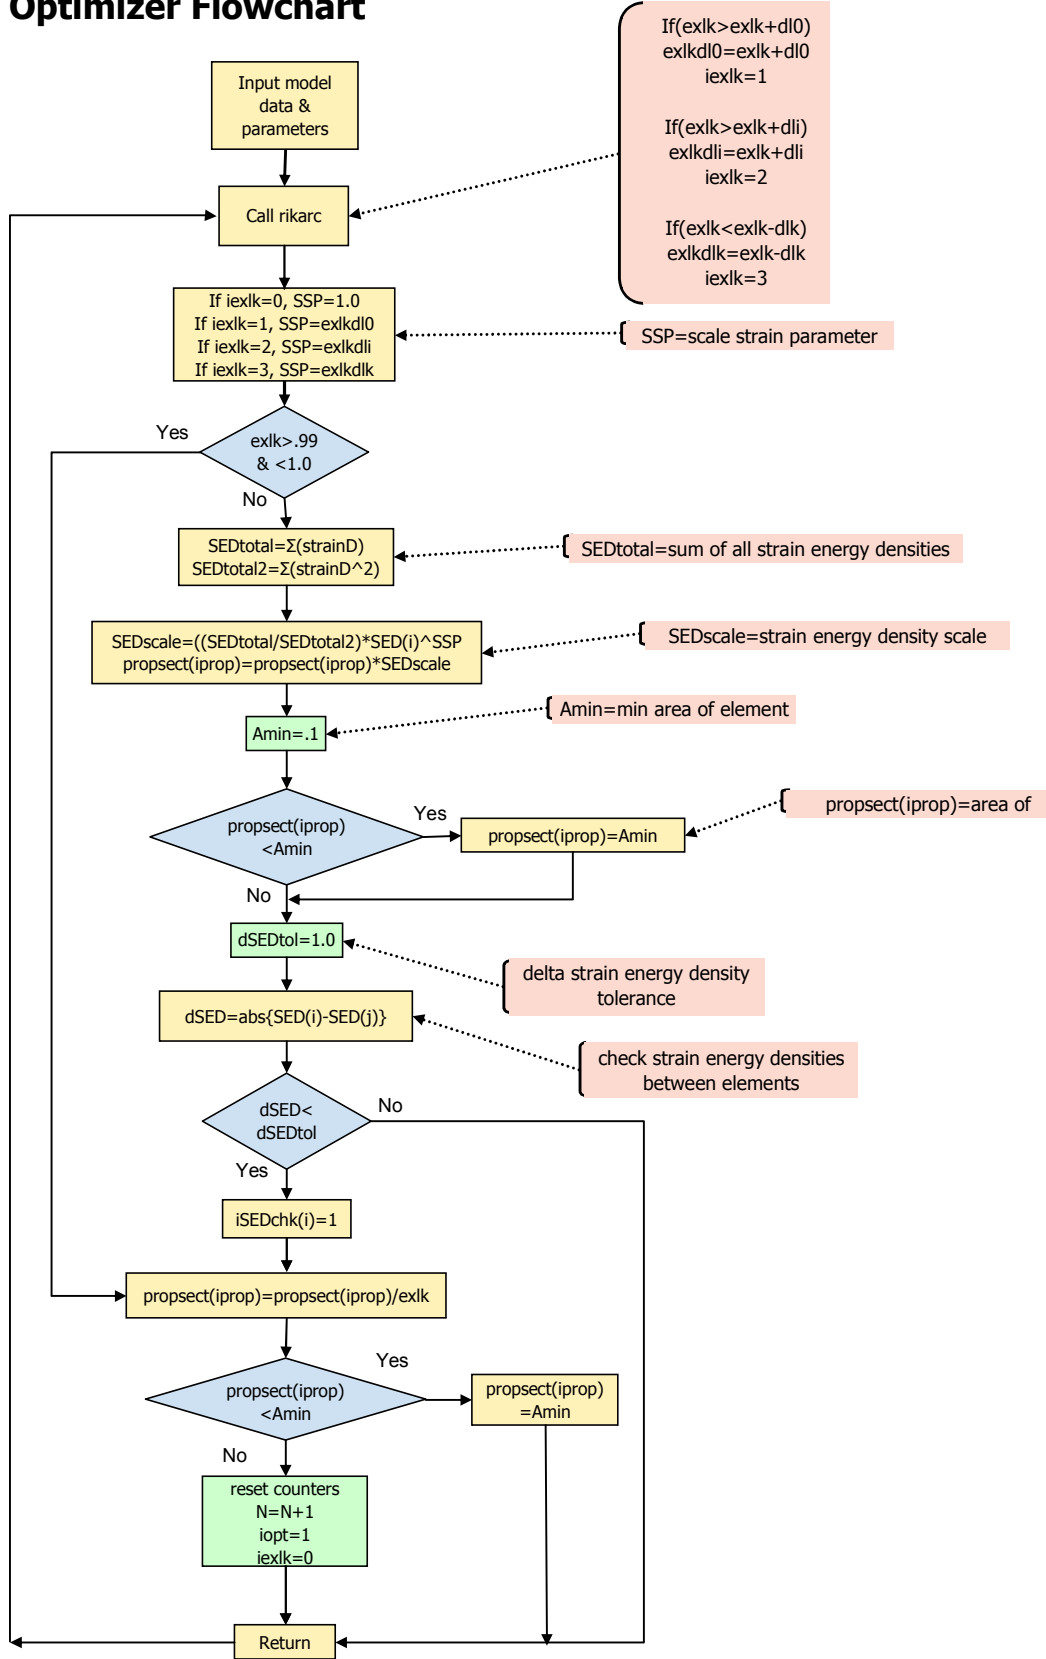 Optimizer Flowchart
If(exlk>exlk+dl0)
exlkdl0=exlk+dl0
iexlk=1
If(exlk>exlk+dli)
exlkdli=exlk+dli
iexlk=2
If(exlk<exlk-dlk)
exlkdlk=exlk-dlk
iexlk=3
Input model
data &
parameters
Call rikarc
If iexlk=0, SSP=1.0
If iexlk=1, SSP=exlkdl0
If iexlk=2, SSP=exlkdli
If iexlk=3, SSP=exlkdlk
SSP=scale strain parameter
Yes
exlk>.99
& <1.0
No
SEDtotal=Σ(strainD)
SEDtotal2=Σ(strainD^2)
SEDtotal=sum of all strain energy densities
SEDscale=((SEDtotal/SEDtotal2)*SED(i)^SSP
propsect(iprop)=propsect(iprop)*SEDscale
SEDscale=strain energy density scale
Amin=.1
Amin=min area of element
propsect(iprop)
<Amin
Yes
propsect(iprop)=Amin
propsect(iprop)=area of
No
dSEDtol=1.0
delta strain energy density
tolerance
dSED=abs{SED(i)-SED(j)}
check strain energy densities
between elements
dSED<
dSEDtol
No
Yes
iSEDchk(i)=1
propsect(iprop)=propsect(iprop)/exlk
propsect(iprop)
<Amin
Yes
propsect(iprop)
=Amin
No
reset counters
N=N+1
iopt=1
iexlk=0
Return